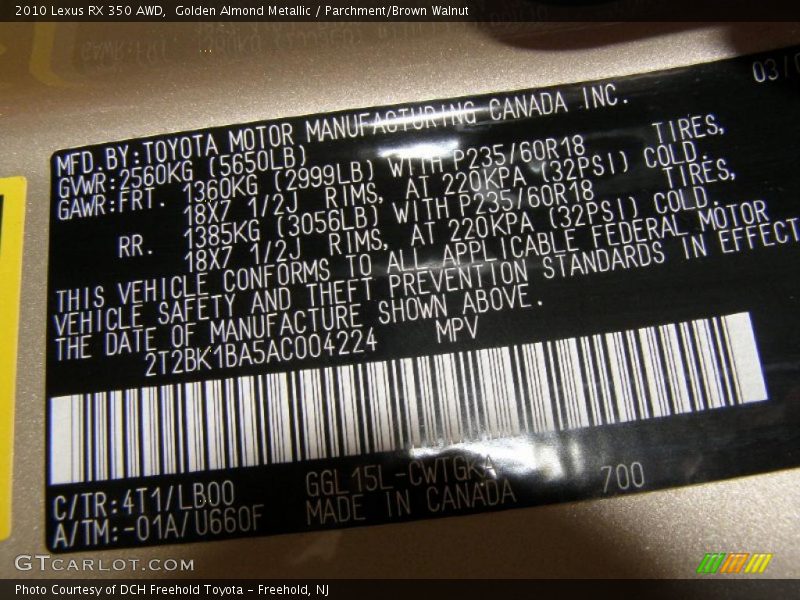 2010 Lexus RX 350 AWD, Golden Almond Metallic / Parchment/Brown Walnut
03/
MFD. BY: TOYOTA MOTOR MANUFACTURING CANADA INC.
GVWR: 2560KG (5650LB)
GAWR: FRT. 1360KG (2999LB) WITH P235/60R18 TIRES,
18X7 1/2J RIMS, AT 220KPA (32PSI) COLD.
RR. 1385KG (3056LB) WITH P235/60R18 TIRES,
18X7 1/2J RIMS, AT 220KPA (32PSI) COLD.
THIS VEHICLE CONFORMS TO ALL APPLICABLE FEDERAL MOTOR
VEHICLE SAFETY AND THEFT PREVENTION STANDARDS IN EFFECT
THE DATE OF MANUFACTURE SHOWN ABOVE.
2T2BK1BA5AC004224 MPV
C/TR: 4T1/LB00 GGL15L-CWTGKA 700
A/TM: -01A/U660F MADE IN CANADA
GTCARLOT.COM
Photo Courtesy of DCH Freehold Toyota - Freehold, NJ